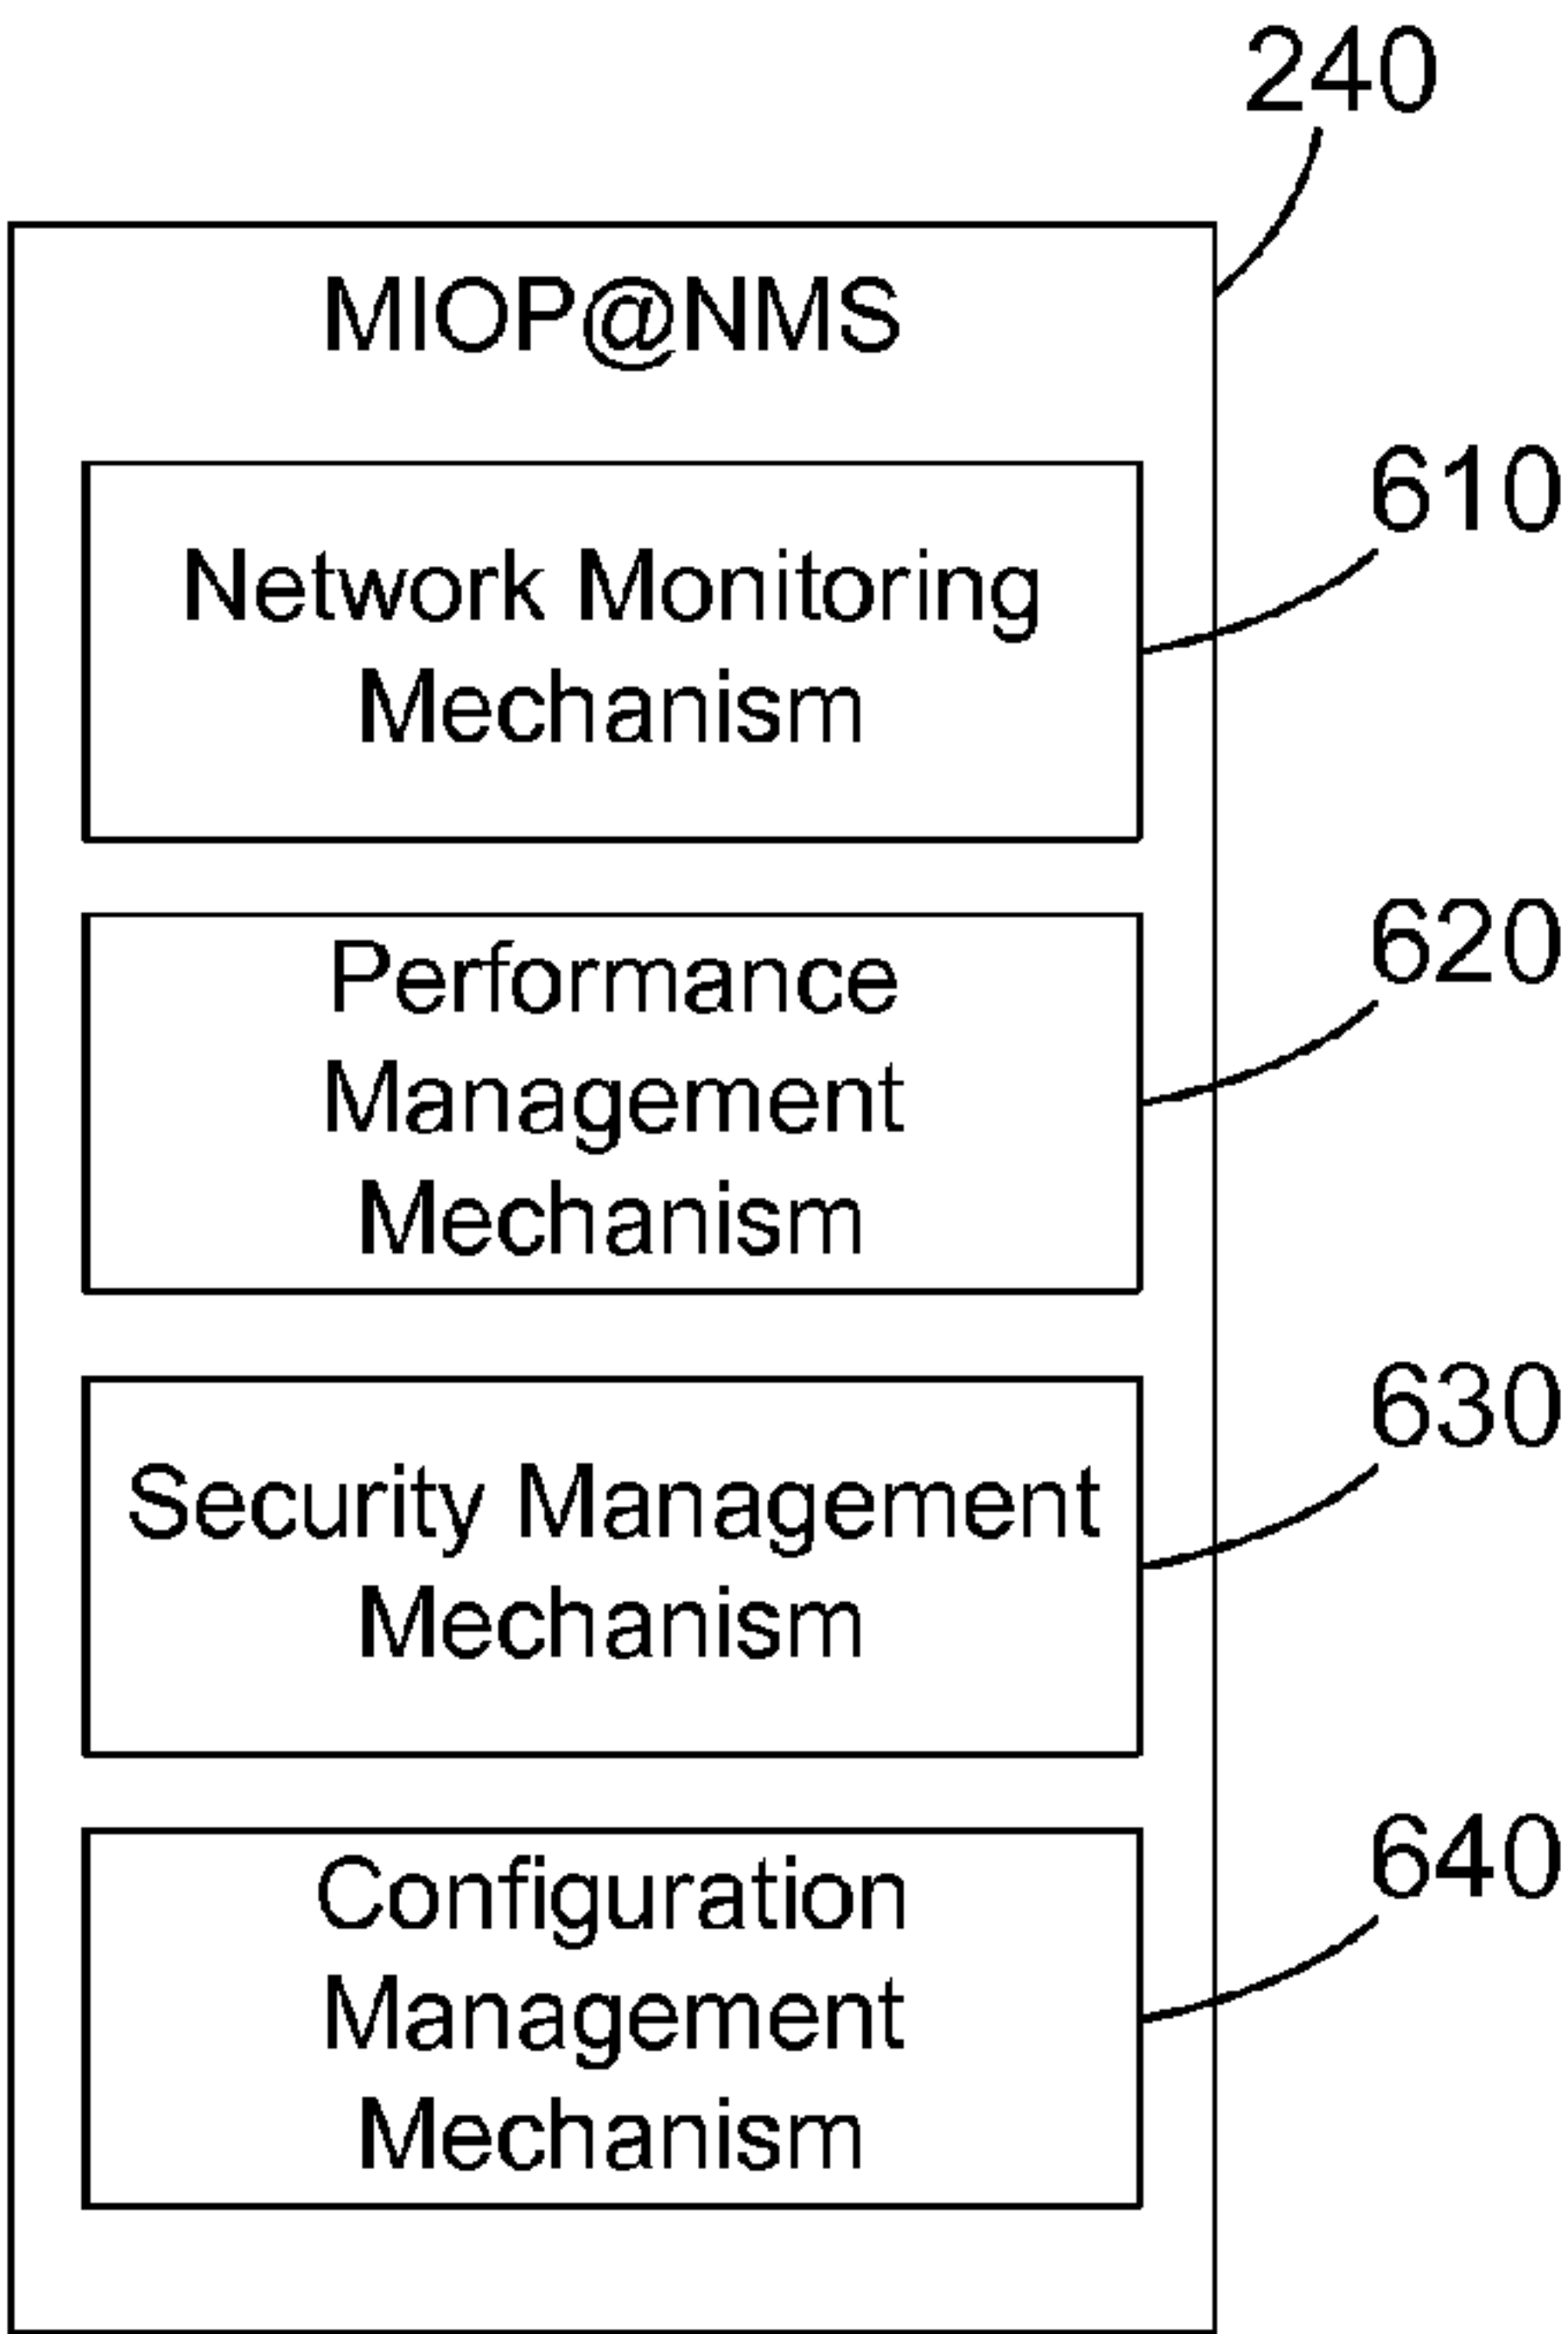 240
MIOP@NMS
610
Network Monitoring
Mechanism
620
Performance
Management
Mechanism
630
Security Management
Mechanism
640
Configuration
Management
Mechanism